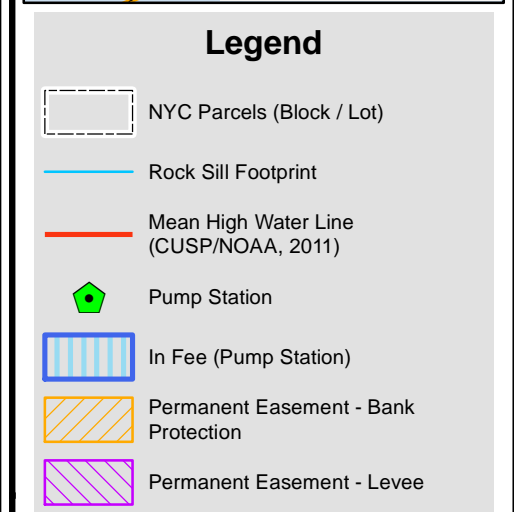 Legend
NYC Parcels (Block / Lot)
Rock Sill Footprint
Mean High Water Line
(CUSP/NOAA, 2011)
Pump Station
In Fee (Pump Station)
Permanent Easement - Bank
Protection
Permanent Easement - Levee